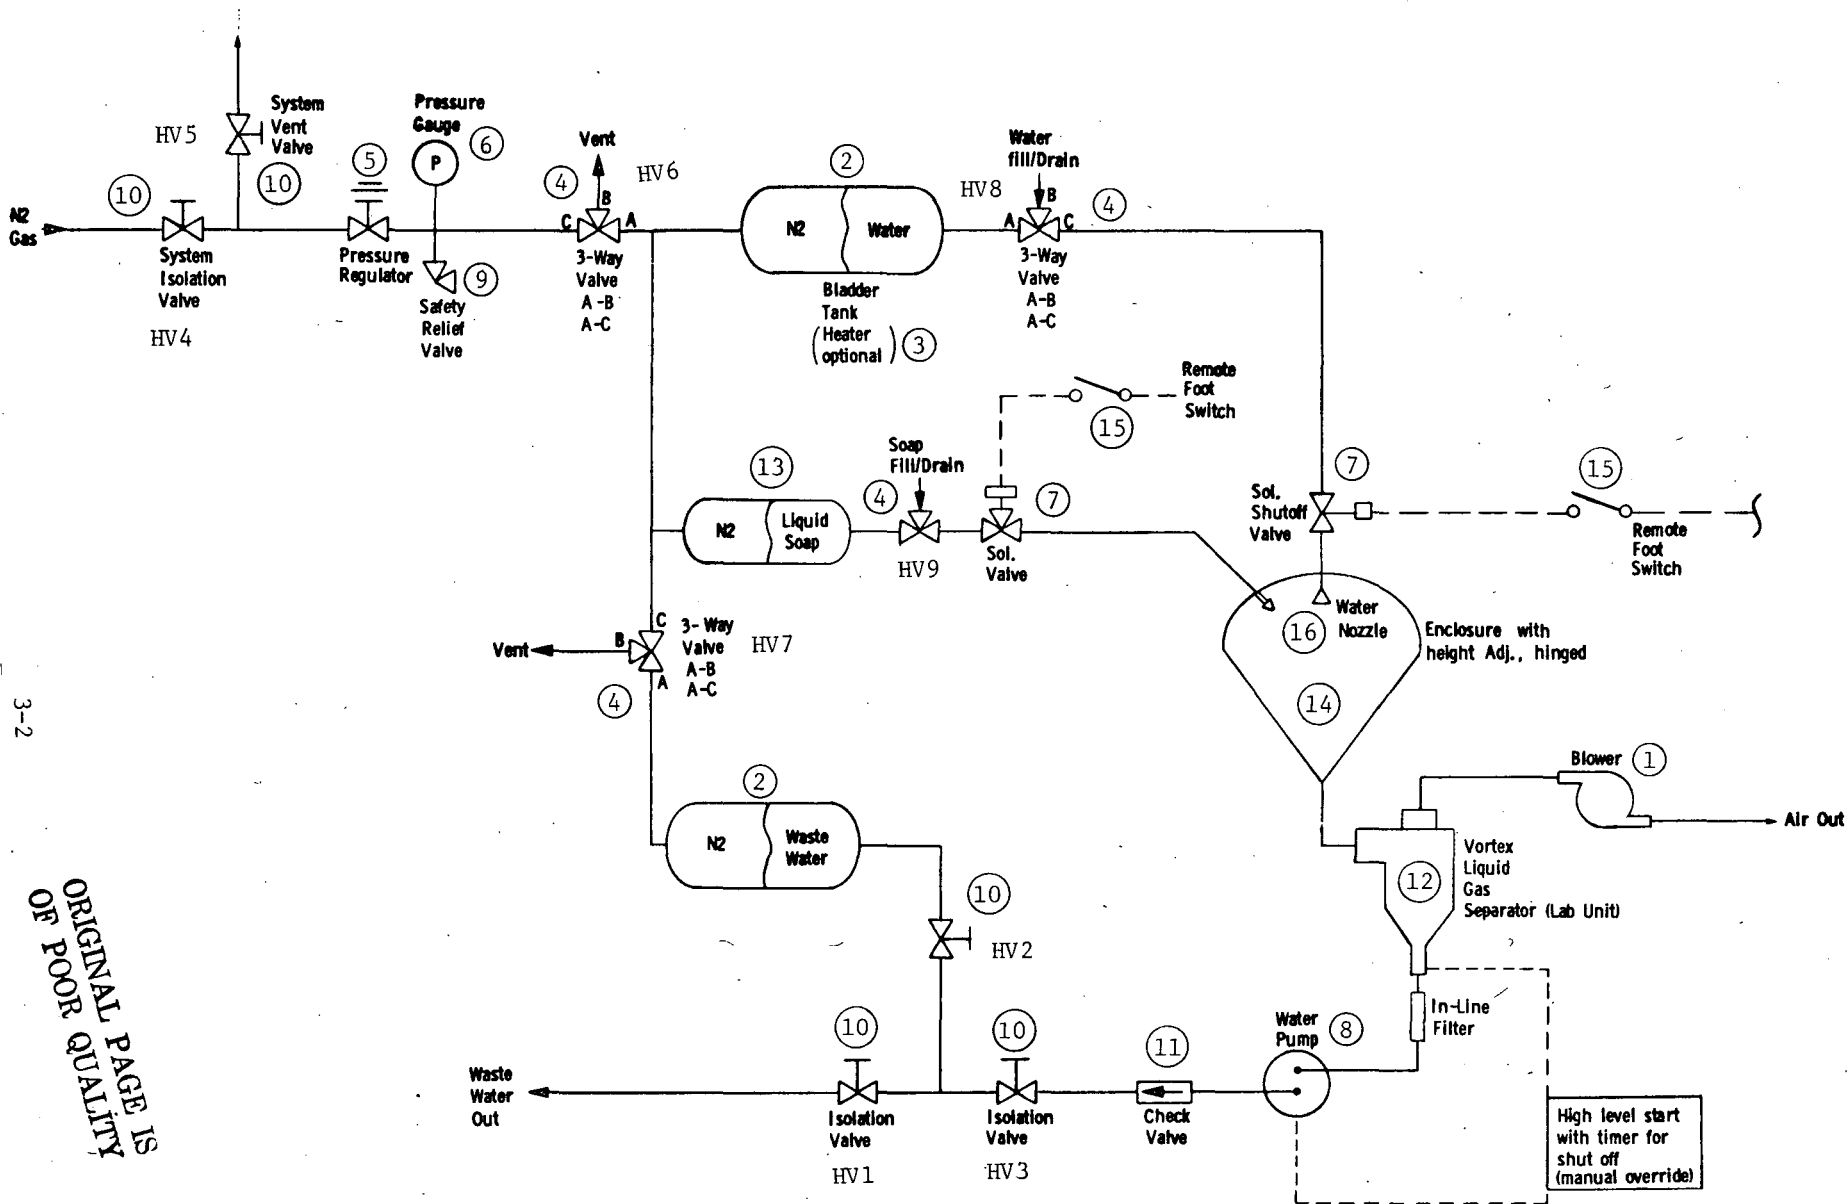 System
Vent
Valve
HV5
10
Pressure
Gauge
6
P
5
Vent
4
HV6
B
C
A
2
HV8
Water
fill/Drain
B
A
C
4
10
N2
Gas
System
Isolation
Valve
HV4
Pressure
Regulator
9
Safety
Relief
Valve
3-Way
Valve
A-B
A-C
N2
Water
Bladder
Tank
(Heater
optional)
3
3-Way
Valve
A-B
A-C
Remote
Foot
Switch
15
13
N2
Liquid
Soap
Soap
Fill/Drain
4
HV9
7
Sol.
Valve
7
Sol.
Shutoff
Valve
15
Remote
Foot
Switch
Water
Nozzle
16
Enclosure with
height Adj., hinged
14
C
B
Vent
3-Way
Valve
A-B
A-C
HV7
A
4
3-2
2
N2
Waste
Water
10
HV2
Blower
1
Air Out
Vortex
Liquid
Gas
Separator (Lab Unit)
12
In-Line
Filter
Water
Pump
8
11
Check
Valve
10
Isolation
Valve
HV3
10
Isolation
Valve
HV1
Waste
Water
Out
High level start
with timer for
shut off
(manual override)
ORIGINAL PAGE IS
OF POOR QUALITY